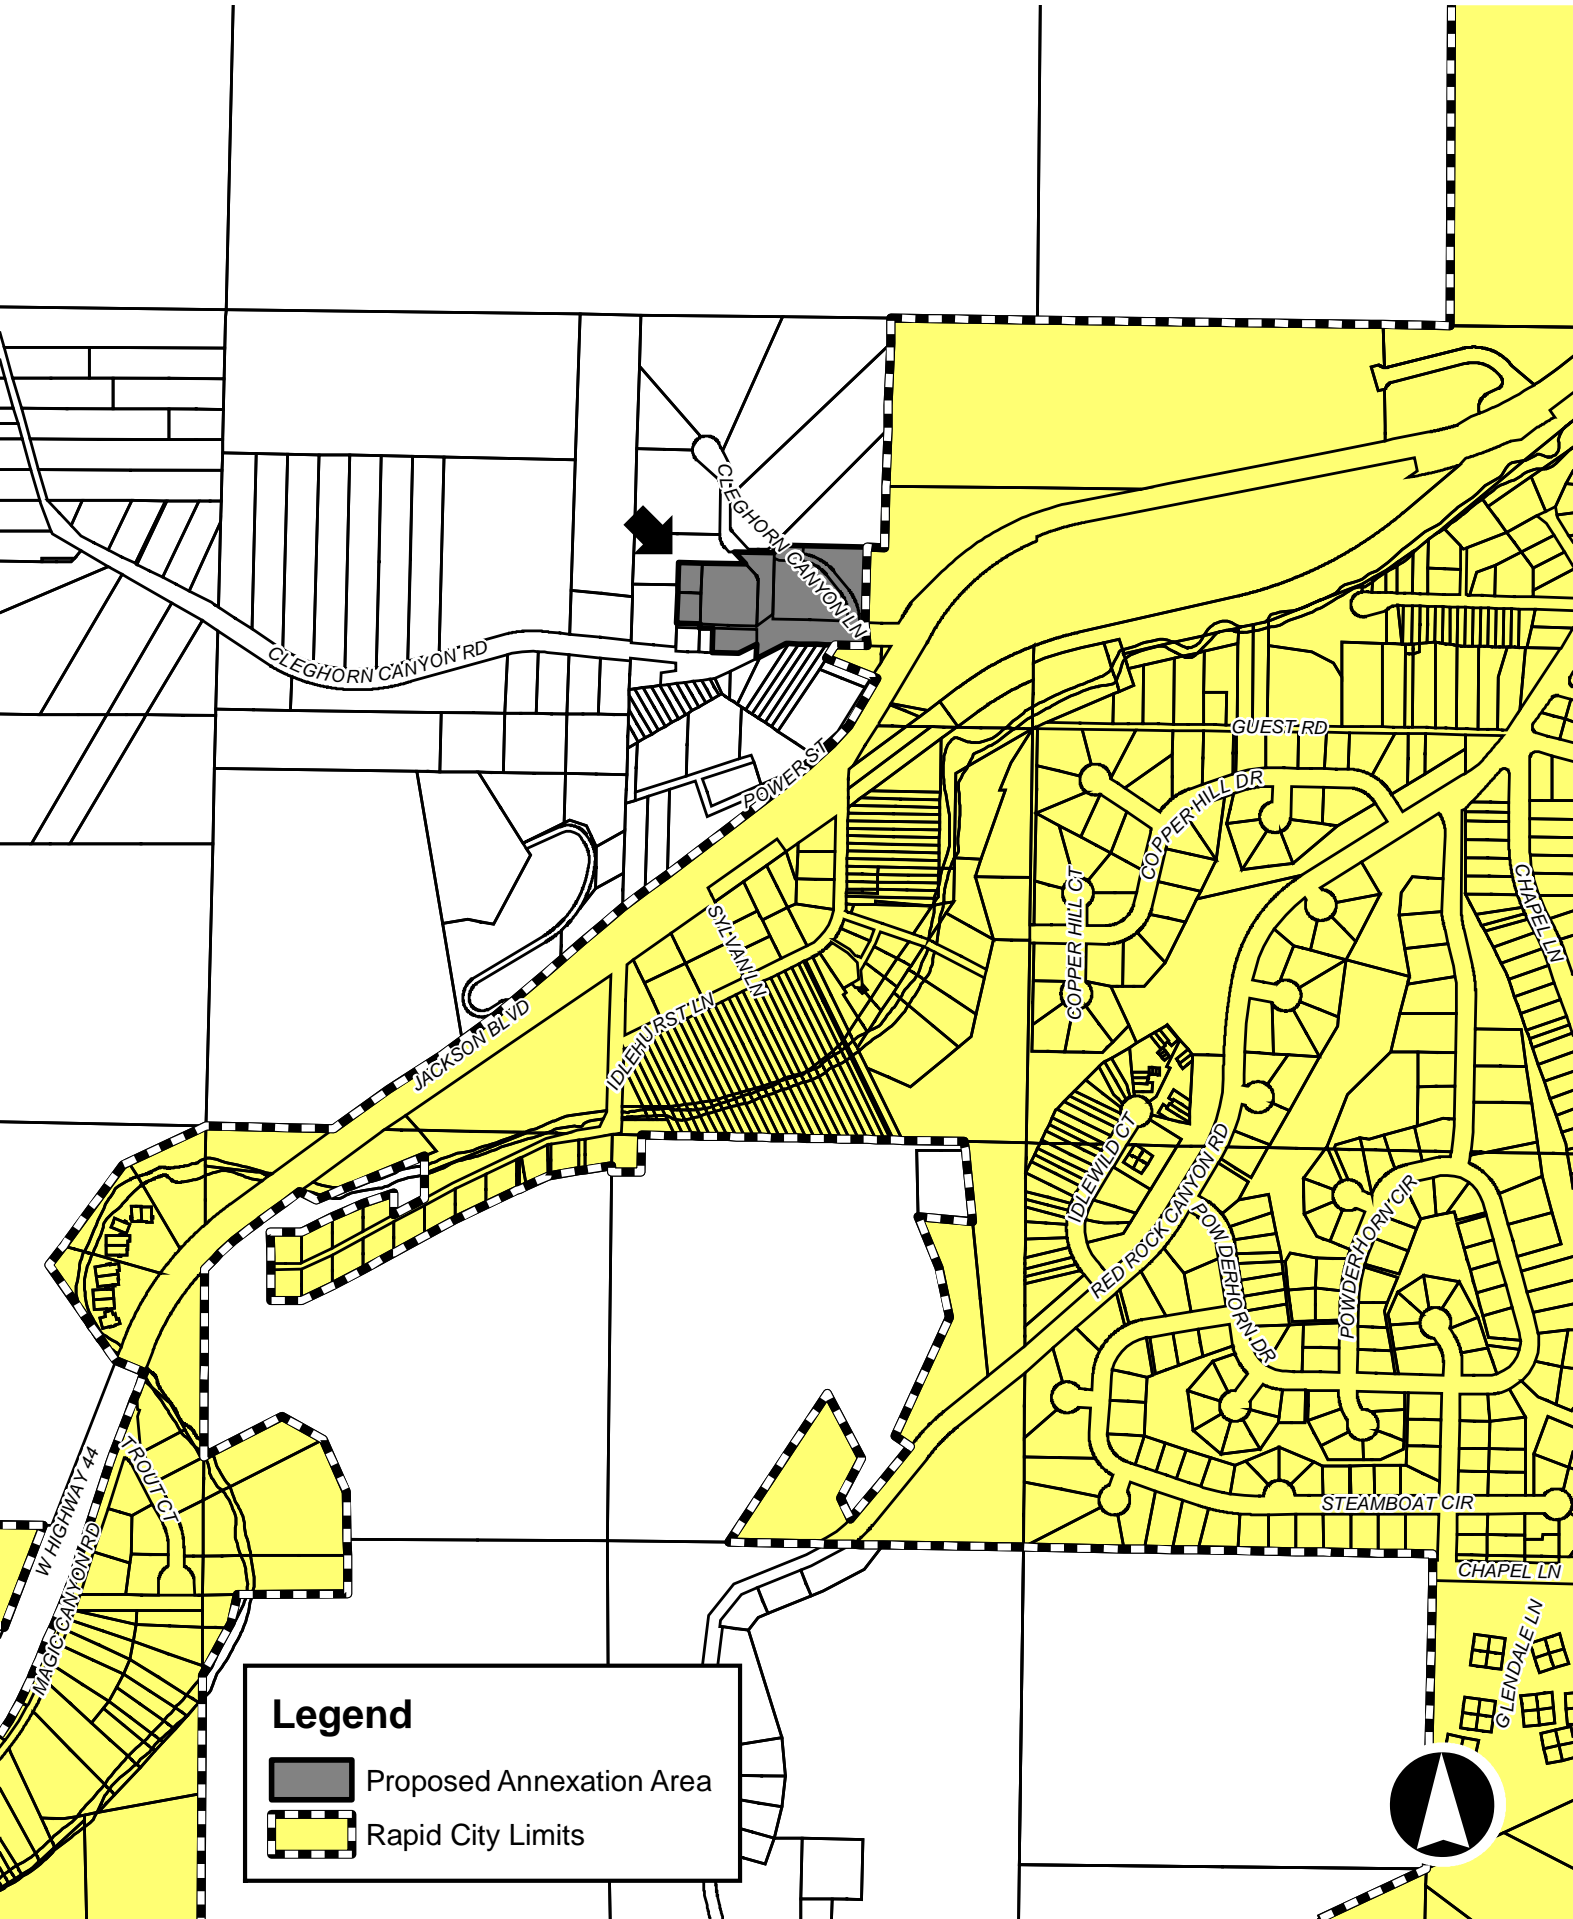 CLEGHORN CANYON LN
CLEGHORN CANYON RD
GUEST RD
POWER ST
COPPER HILL DR
COPPER HILL CT
CHAPEL LN
SYLVAN LN
IDLEHURST LN
JACKSON BLVD
IDLEWILD CT
RED ROCK CANYON RD
POWDERHORN CIR
POWDERHORN DR
W HIGHWAY 44
TROUT CT
MAGIC CANYON RD
STEAMBOAT CIR
CHAPEL LN
GLENDALE LN
Legend
Proposed Annexation Area
Rapid City Limits